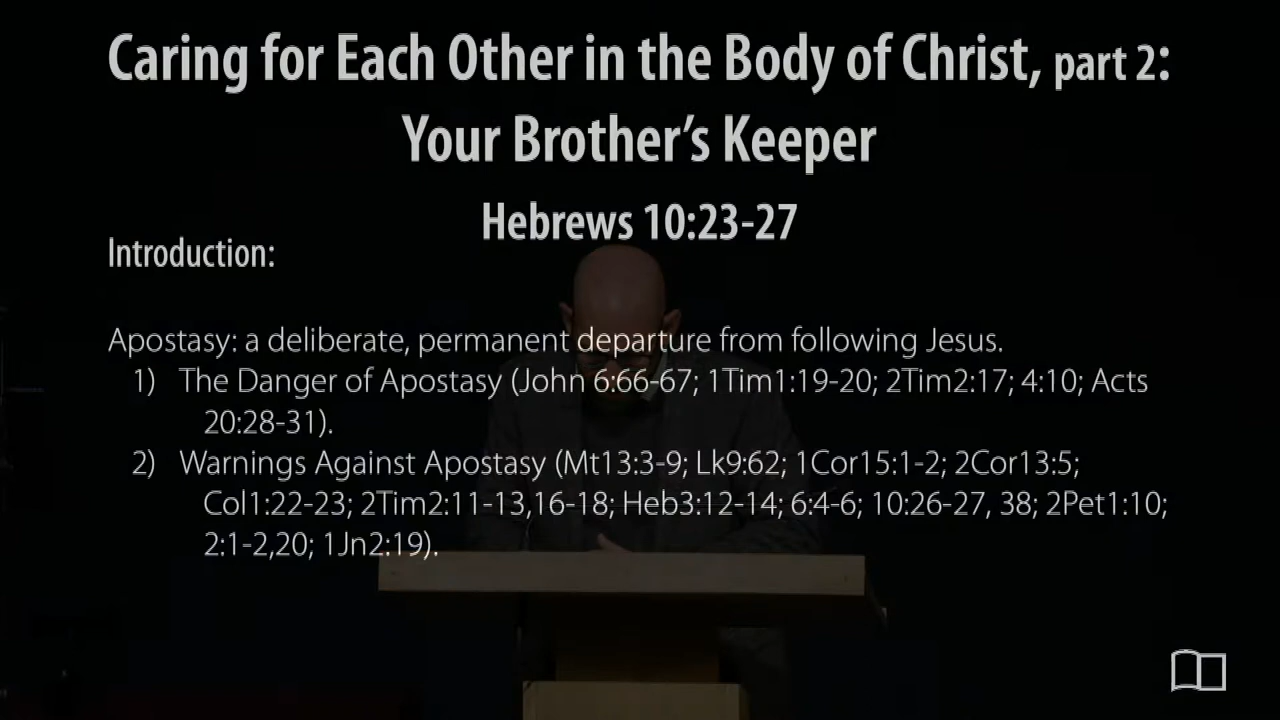 Caring for Each Other in the Body of Christ, part 2:
Your Brother's Keeper
Hebrews 10:23-27
Introduction:
Apostasy: a deliberate, permanent departure from following Jesus.
1) The Danger of Apostasy (John 6:66-67; 1Tim1:19-20; 2Tim2:17; 4:10; Acts
20:28-31).
2) Warnings Against Apostasy (Mt13:3-9; Lk9:62; 1Cor15:1-2; 2Cor13:5;
Col1:22-23; 2Tim2:11-13,16-18; Heb3:12-14; 6:4-6; 10:26-27, 38; 2Pet1:10;
2:1-2,20; 1Jn2:19).